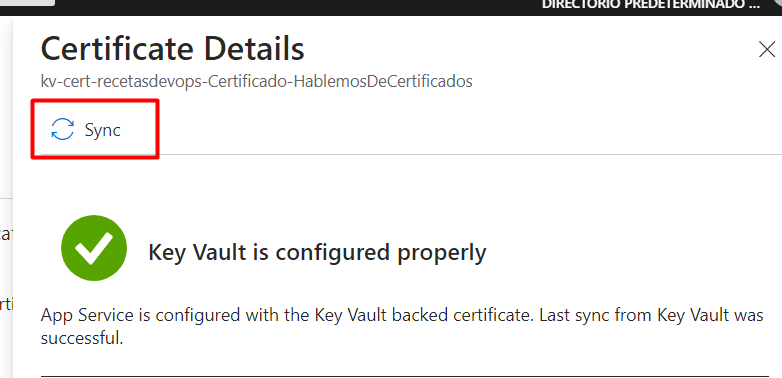 DIRECTORIO PREDETERMINADO ...
Certificate Details
kv-cert-recetasdevops-Certificado-HablemosDeCertificados
Sync
Key Vault is configured properly
App Service is configured with the Key Vault backed certificate. Last sync from Key Vault was
successful.